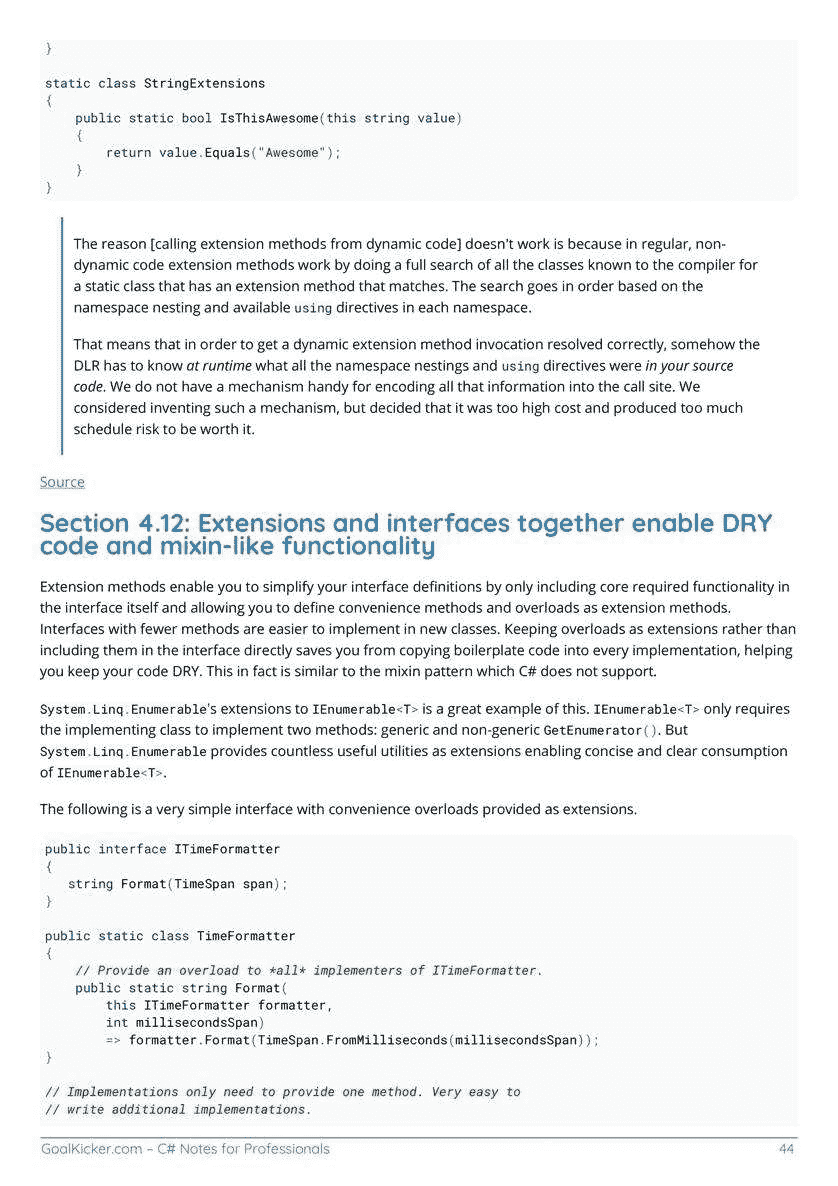 }
static class StringExtensions
{
    public static bool IsThisAwesome(this string value)
    {
        return value.Equals("Awesome");
    }
}
The reason [calling extension methods from dynamic code] doesn't work is because in regular, non-
dynamic code extension methods work by doing a full search of all the classes known to the compiler for
a static class that has an extension method that matches. The search goes in order based on the
namespace nesting and available using directives in each namespace.
That means that in order to get a dynamic extension method invocation resolved correctly, somehow the
DLR has to know at runtime what all the namespace nestings and using directives were in your source
code. We do not have a mechanism handy for encoding all that information into the call site. We
considered inventing such a mechanism, but decided that it was too high cost and produced too much
schedule risk to be worth it.
Source
Section 4.12: Extensions and interfaces together enable DRY
code and mixin-like functionality
Extension methods enable you to simplify your interface definitions by only including core required functionality in
the interface itself and allowing you to define convenience methods and overloads as extension methods.
Interfaces with fewer methods are easier to implement in new classes. Keeping overloads as extensions rather than
including them in the interface directly saves you from copying boilerplate code into every implementation, helping
you keep your code DRY. This in fact is similar to the mixin pattern which C# does not support.
System.Linq.Enumerable's extensions to IEnumerable<T> is a great example of this. IEnumerable<T> only requires
the implementing class to implement two methods: generic and non-generic GetEnumerator(). But
System.Linq.Enumerable provides countless useful utilities as extensions enabling concise and clear consumption
of IEnumerable<T>.
The following is a very simple interface with convenience overloads provided as extensions.
public interface ITimeFormatter
{
   string Format(TimeSpan span);
}
public static class TimeFormatter
{
    // Provide an overload to *all* implementers of ITimeFormatter.
    public static string Format(
        this ITimeFormatter formatter,
        int millisecondsSpan)
        => formatter.Format(TimeSpan.FromMilliseconds(millisecondsSpan));
}
// Implementations only need to provide one method. Very easy to
// write additional implementations.
GoalKicker.com – C# Notes for Professionals
44